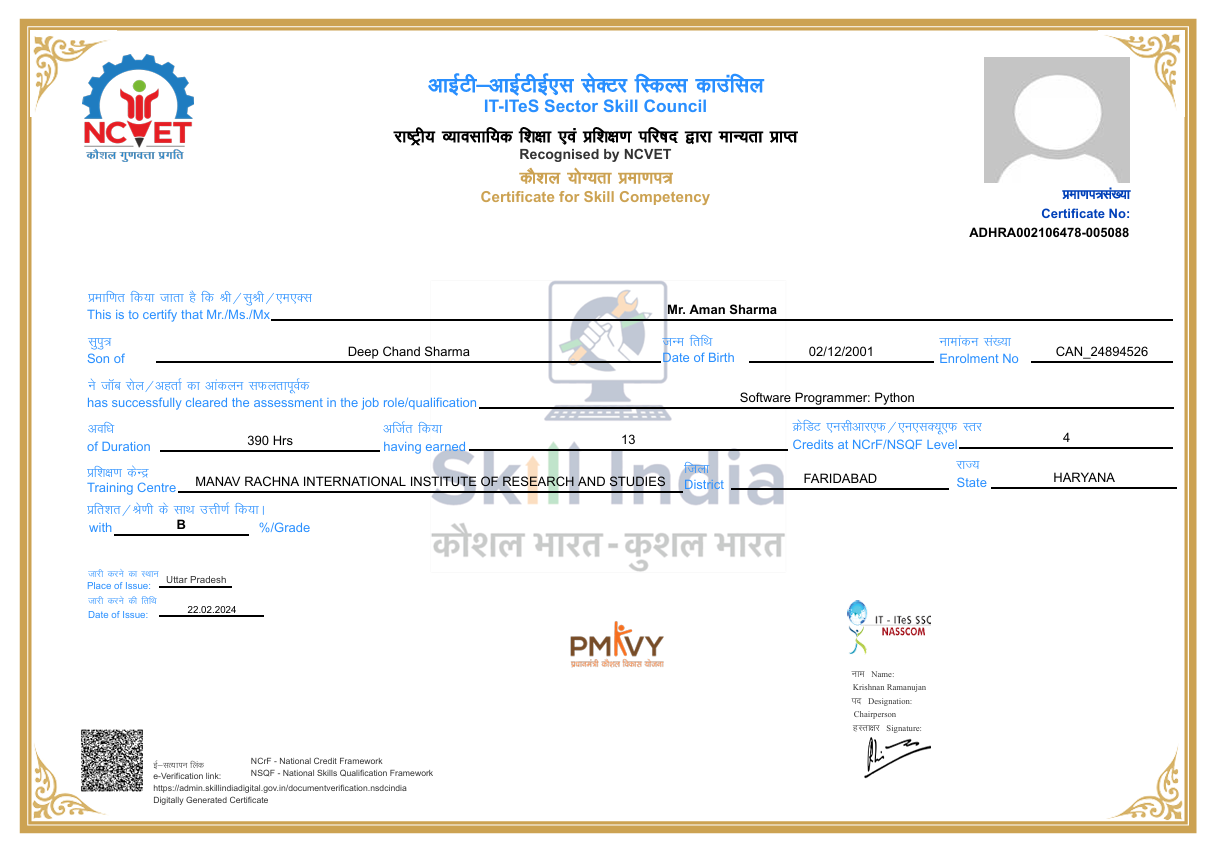 NCVET
कौशल गुणवत्ता प्रगति
आईटी–आईटीईएस सेक्टर स्किल्स काउंसिल
IT-ITeS Sector Skill Council
राष्ट्रीय व्यावसायिक शिक्षा एवं प्रशिक्षण परिषद द्वारा मान्यता प्राप्त
Recognised by NCVET
कौशल योग्यता प्रमाणपत्र
Certificate for Skill Competency
प्रमाणपत्रसंख्या
Certificate No:
ADHRA002106478-005088
प्रमाणित किया जाता है कि श्री/सुश्री/एमएक्स
This is to certify that Mr./Ms./Mx Mr. Aman Sharma
सुपुत्र जन्म तिथि नामांकन संख्या
Son of Deep Chand Sharma Date of Birth 02/12/2001 Enrolment No CAN_24894526
ने जॉब रोल/अहर्ता का आंकलन सफलतापूर्वक
has successfully cleared the assessment in the job role/qualification Software Programmer: Python
अवधि अर्जित किया क्रेडिट एनसीआरएफ/एनएसक्यूएफ स्तर
of Duration 390 Hrs having earned 13 Credits at NCrF/NSQF Level 4
प्रशिक्षण केन्द्र जिला राज्य
Training Centre MANAV RACHNA INTERNATIONAL INSTITUTE OF RESEARCH AND STUDIES District FARIDABAD State HARYANA
Skill India
प्रतिशत/श्रेणी के साथ उत्तीर्ण किया।
with B %/Grade
कौशल भारत-कुशल भारत
जारी करने का स्थान
Place of Issue: Uttar Pradesh
जारी करने की तिथि
Date of Issue: 22.02.2024
PMKVY
प्रधानमंत्री कौशल विकास योजना
IT - ITeS SSC
NASSCOM
नाम Name:
Krishnan Ramanujan
पद Designation:
Chairperson
हस्ताक्षर Signature:
ई–सत्यापन लिंक
e-Verification link:
NCrF - National Credit Framework
NSQF - National Skills Qualification Framework
https://admin.skillindiadigital.gov.in/documentverification.nsdcindia
Digitally Generated Certificate